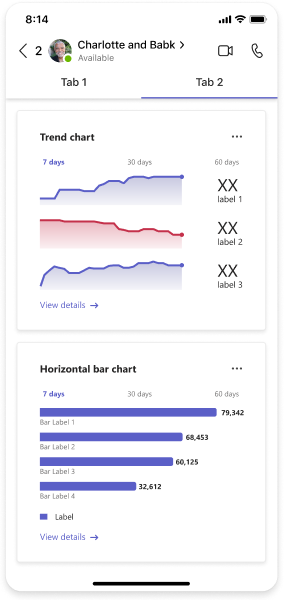 8:14
2 Charlotte and Babk
Available
Tab 1 Tab 2
Trend chart
7 days 30 days 60 days
XX
label 1
XX
label 2
XX
label 3
View details
Horizontal bar chart
7 days 30 days 60 days
79,342
Bar Label 1
68,453
Bar Label 2
60,125
Bar Label 3
32,612
Bar Label 4
Label
View details